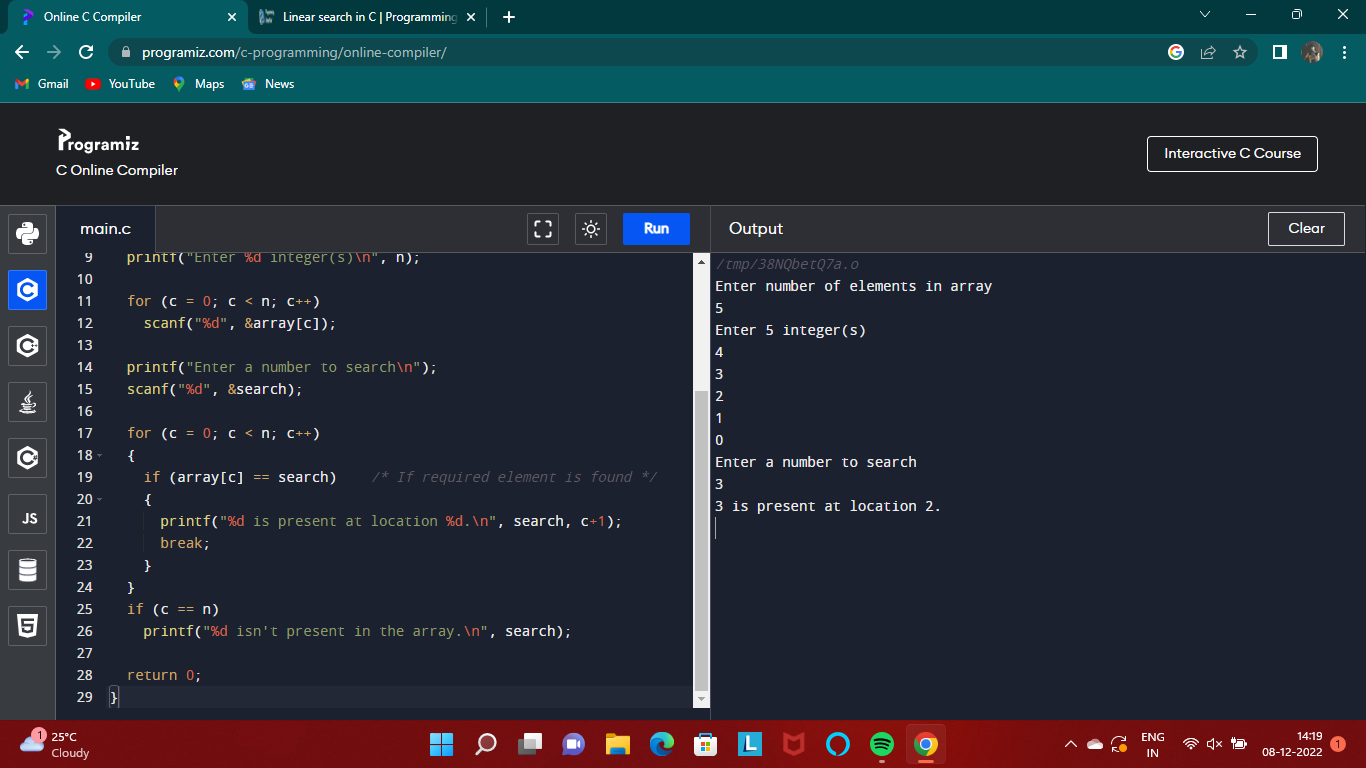 Online C Compiler
Linear search in C | Programming
programiz.com/c-programming/online-compiler/
Gmail
YouTube
Maps
News
Programiz
C Online Compiler
Interactive C Course
main.c
Run
Output
Clear
9 printf("Enter %d integer(s)\n", n);
10
11 for (c = 0; c < n; c++)
12 scanf("%d", &array[c]);
13
14 printf("Enter a number to search\n");
15 scanf("%d", &search);
16
17 for (c = 0; c < n; c++)
18 {
19 if (array[c] == search) /* If required element is found */
20 {
21 printf("%d is present at location %d.\n", search, c+1);
22 break;
23 }
24 }
25 if (c == n)
26 printf("%d isn't present in the array.\n", search);
27
28 return 0;
29 }
/tmp/38NQbetQ7a.o
Enter number of elements in array
5
Enter 5 integer(s)
4
3
2
1
0
Enter a number to search
3
3 is present at location 2.
JS
1
25°C
Cloudy
L
ENG
IN
14:19
08-12-2022
1